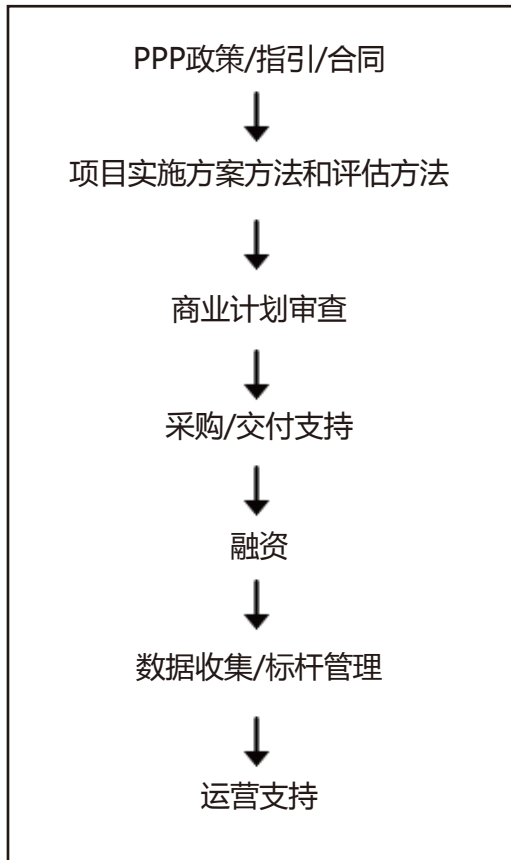 PPP政策/指引/合同
项目实施方案方法和评估方法
商业计划审查
采购/交付支持
融资
数据收集/标杆管理
运营支持